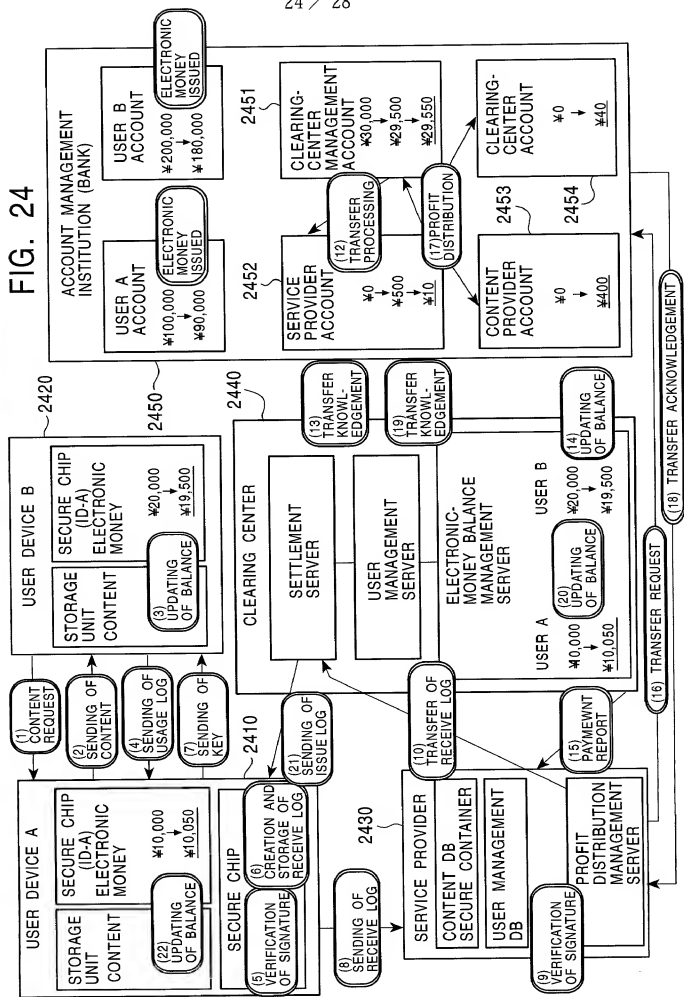 24 / 28
FIG. 24
USER DEVICE A
STORAGE
UNIT
CONTENT
SECURE CHIP
(ID-A)
ELECTRONIC
MONEY
¥10,000
¥10,050
(22)
UPDATING
OF BALANCE
SECURE CHIP
(5)
VERIFICATION
OF SIGNATURE
(6)
CREATION AND
STORAGE OF
RECEIVE LOG
2410
(1)
CONTENT
REQUEST
(2)
SENDING OF
CONTENT
(4)
SENDING OF
USAGE LOG
(7)
SENDING OF
KEY
USER DEVICE B
2420
STORAGE
UNIT
CONTENT
SECURE CHIP
(ID-A)
ELECTRONIC
MONEY
¥20,000
¥19,500
(3)
UPDATING
OF BALANCE
ACCOUNT MANAGEMENT
INSTITUTION (BANK)
2450
USER A
ACCOUNT
¥100,000
¥90,000
ELECTRONIC
MONEY
ISSUED
USER B
ACCOUNT
¥200,000
¥180,000
ELECTRONIC
MONEY
ISSUED
2452
SERVICE
PROVIDER
ACCOUNT
¥0
¥500
¥10
(12)
TRANSFER
PROCESSING
2451
CLEARING-
CENTER
MANAGEMENT
ACCOUNT
¥30,000
¥29,500
¥29,550
(17)PROFIT
DISTRIBUTION
CONTENT
PROVIDER
ACCOUNT
¥0
¥400
2453
CLEARING-
CENTER
ACCOUNT
¥0
¥40
2454
2440
CLEARING CENTER
SETTLEMENT
SERVER
USER
MANAGEMENT
SERVER
ELECTRONIC-
MONEY BALANCE
MANAGEMENT
SERVER
(13)
TRANSFER
KNOWL-
EDGEMENT
(19)
TRANSFER
KNOWL-
EDGEMENT
USER A
¥10,000
¥10,050
(20)
UPDATING
OF BALANCE
USER B
¥20,000
¥19,500
(14)
UPDATING
OF BALANCE
(21)
SENDING OF
ISSUE LOG
(8)
SENDING OF
RECEIVE LOG
(10)
TRANSFER OF
RECEIVE LOG
(15)
PAYMEWNT
REPORT
2430
SERVICE PROVIDER
CONTENT DB
SECURE CONTAINER
USER MANAGEMENT
DB
PROFIT
DISTRIBUTION
MANAGEMENT
SERVER
(9)
VERIFICATION
OF SIGNATURE
(16) TRANSFER REQUEST
(18) TRANSFER ACKNOWLEDGEMENT